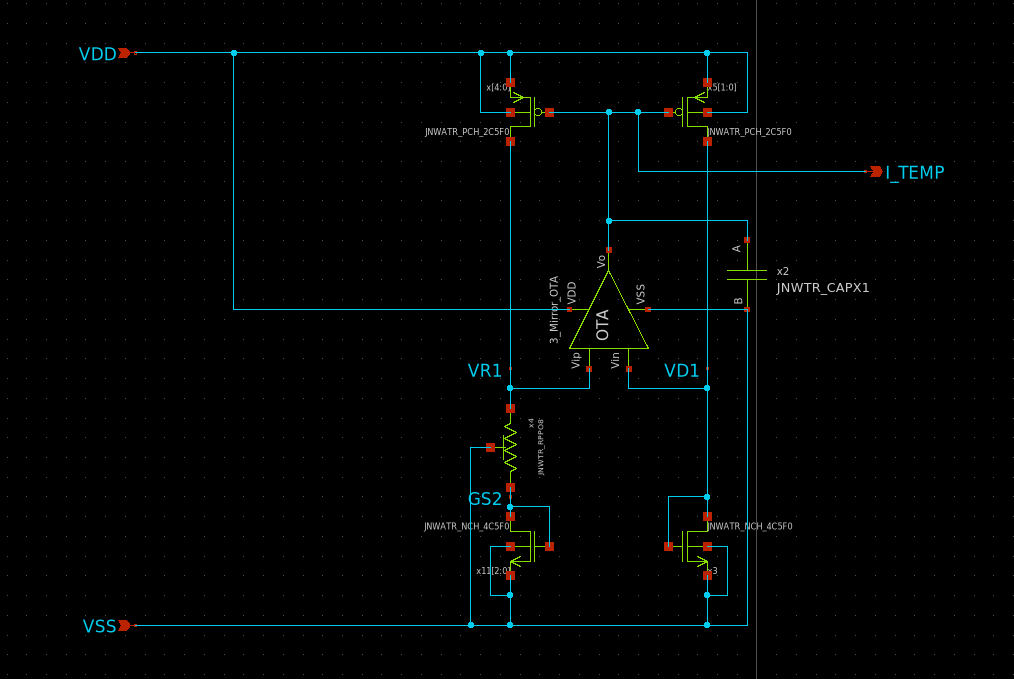 VDD
x[4:0]
x5[1:0]
JNWATR_PCH_2C5F0
JNWATR_PCH_2C5F0
I_TEMP
A
Vo
x2
JNWTR_CAPX1
B
3_Mirror_OTA
VDD
VSS
OTA
Vip
Vin
VR1
VD1
x4
JNWTR_RPPO8
GS2
JNWATR_NCH_4C5F0
JNWATR_NCH_4C5F0
x11[2:0]
x3
VSS